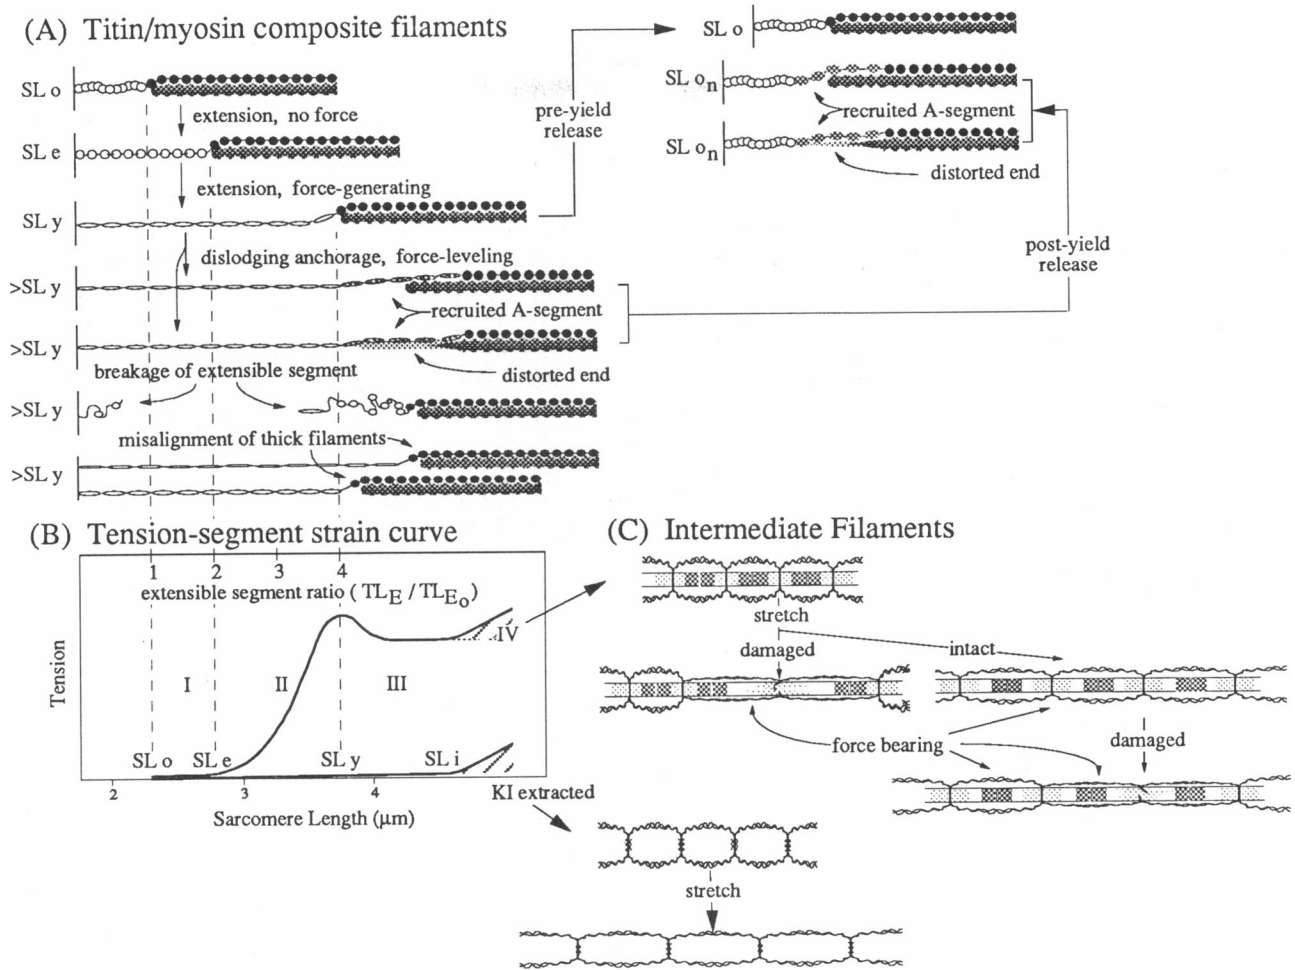 (A) Titin/myosin composite filaments
SL o
extension, no force
SL e
extension, force-generating
SL y
dislodging anchorage, force-leveling
>SL y
recruited A-segment
>SL y
distorted end
breakage of extensible segment
>SL y
misalignment of thick filaments
>SL y
pre-yield
release
SL o
SL on
recruited A-segment
SL on
distorted end
post-yield
release
(B) Tension-segment strain curve
1 2 3 4
extensible segment ratio ( TLE / TLEo )
Tension
I II III IV
SL o SL e SL y SL i
2 3 4
Sarcomere Length (µm)
KI extracted
(C) Intermediate Filaments
stretch
damaged
intact
force bearing
damaged
stretch